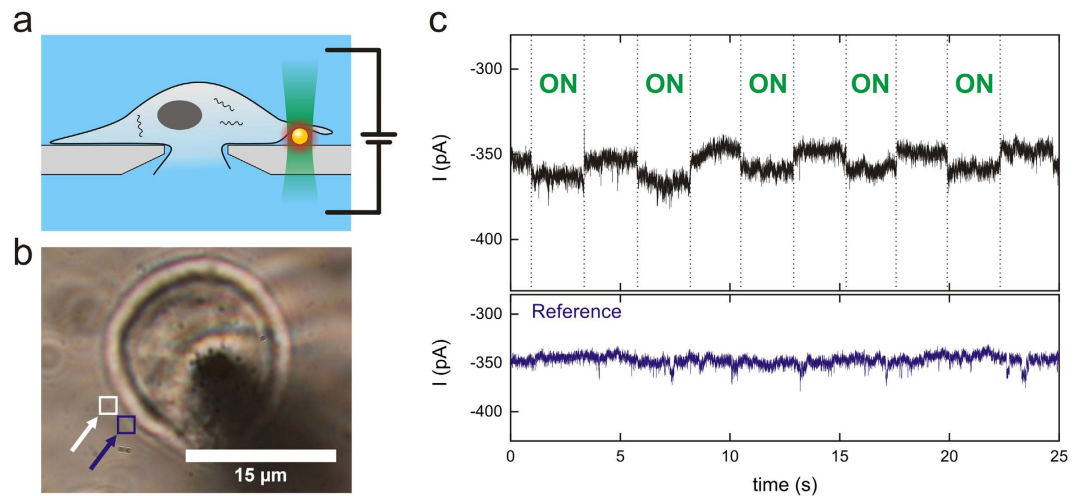 a
b
15 µm
c
ON ON ON ON ON
-300
-350
-400
I (pA)
Reference
-300
-350
-400
I (pA)
0 5 10 15 20 25
time (s)